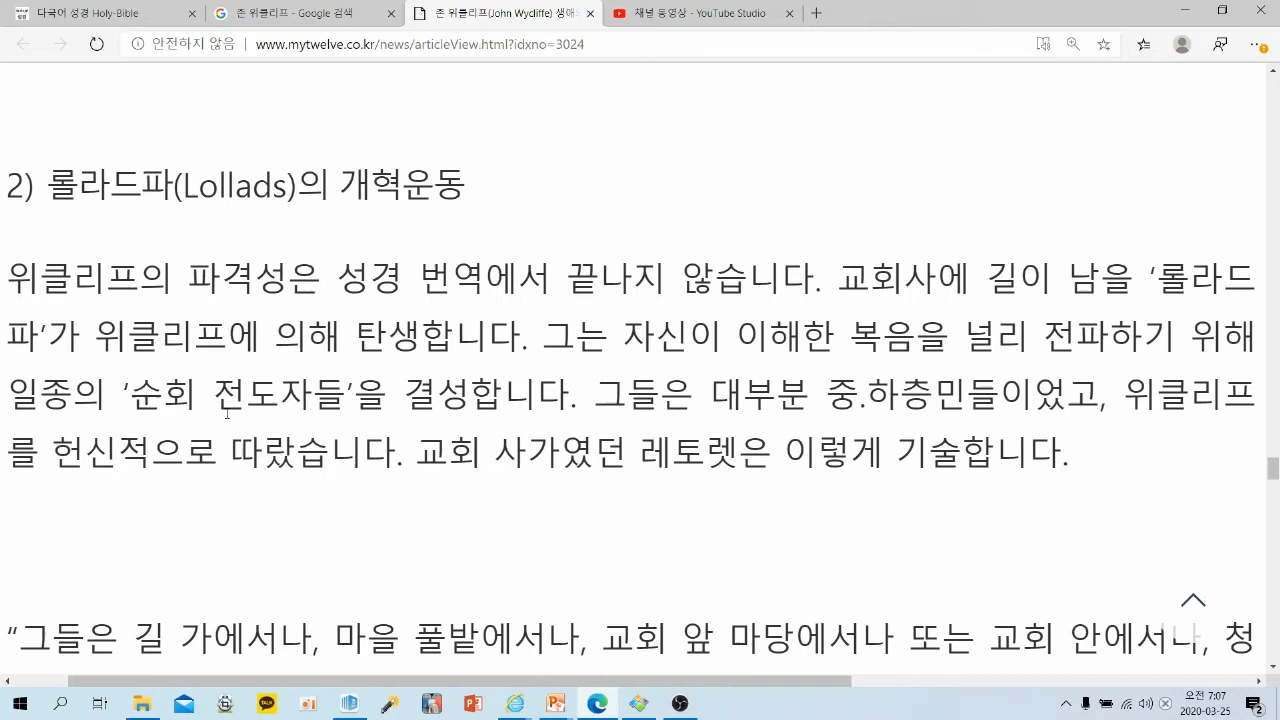 다국어 성경 Holy-Bible
존 위클리프 - Google 검색
존 위클리프(John Wycliffe) 생애
채널 동영상 - YouTube Studio
안전하지 않음
www.mytwelve.co.kr/news/articleView.html?idxno=3024
2) 롤라드파(Lollads)의 개혁운동
위클리프의 파격성은 성경 번역에서 끝나지 않습니다. 교회사에 길이 남을 ‘롤라드
파’가 위클리프에 의해 탄생합니다. 그는 자신이 이해한 복음을 널리 전파하기 위해
일종의 ‘순회 전도자들’을 결성합니다. 그들은 대부분 중.하층민들이었고, 위클리프
를 헌신적으로 따랐습니다. 교회 사가였던 레토렛은 이렇게 기술합니다.
“그들은 길 가에서나, 마을 풀밭에서나, 교회 앞 마당에서나 또는 교회 안에서나, 청
TALK
오전 7:07
2020-03-25
2